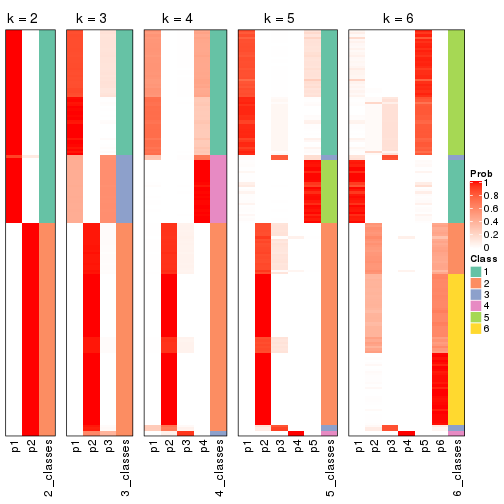 k = 2
k = 3
k = 4
k = 5
k = 6
Prob
1
0.8
0.6
0.4
0.2
0
Class
1
2
3
4
5
6
p1
p2
2_classes
p1
p2
p3
3_classes
p1
p2
p3
p4
4_classes
p1
p2
p3
p4
p5
5_classes
p1
p2
p3
p4
p5
p6
6_classes